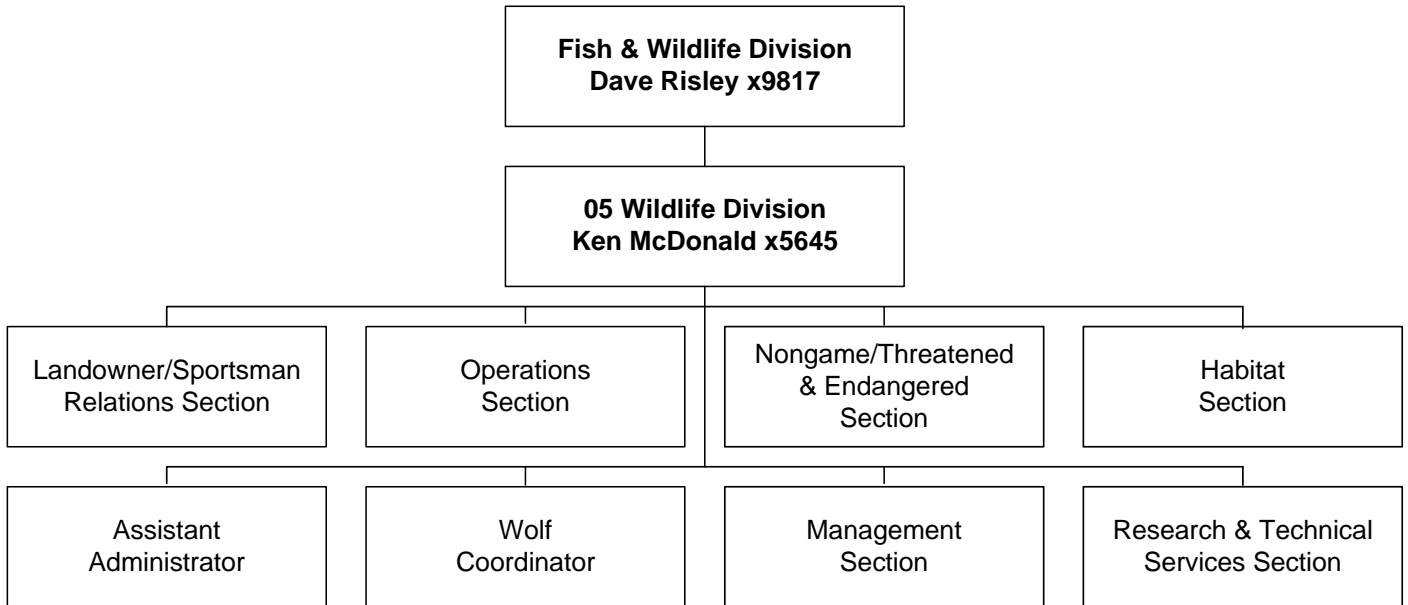 Fish & Wildlife Division
Dave Risley x9817
05 Wildlife Division
Ken McDonald x5645
Landowner/Sportsman
Relations Section
Operations
Section
Nongame/Threatened
& Endangered
Section
Habitat
Section
Assistant
Administrator
Wolf
Coordinator
Management
Section
Research & Technical
Services Section